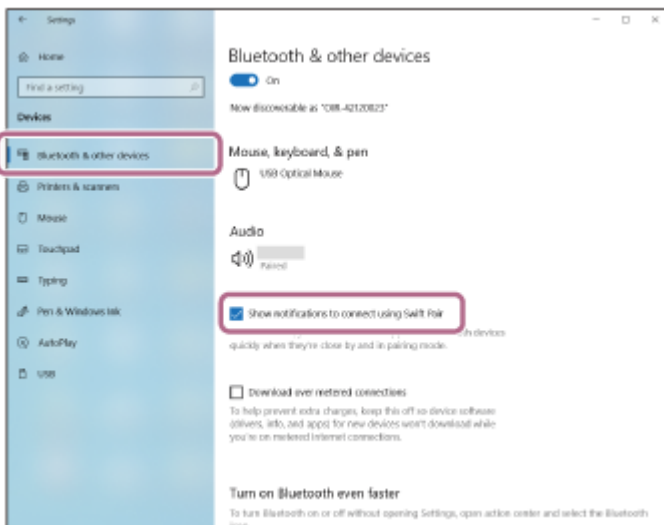 Settings
Home
Find a setting
Devices
Bluetooth & other devices
Printers & scanners
Mouse
Touchpad
Typing
Pen & Windows Ink
AutoPlay
USB
Bluetooth & other devices
On
Now discoverable as
Mouse, keyboard, & pen
USB Optical Mouse
Audio
Paired
Show notifications to connect using Swift Pair
devices
quickly when they're close by and in pairing mode.
Download over metered connections
To help prevent extra charges, keep this off so device software
(drivers, info, and apps) for new devices won't download while
you're on metered Internet connections.
Turn on Bluetooth even faster
To turn Bluetooth on or off without opening Settings, open action center and select the Bluetooth